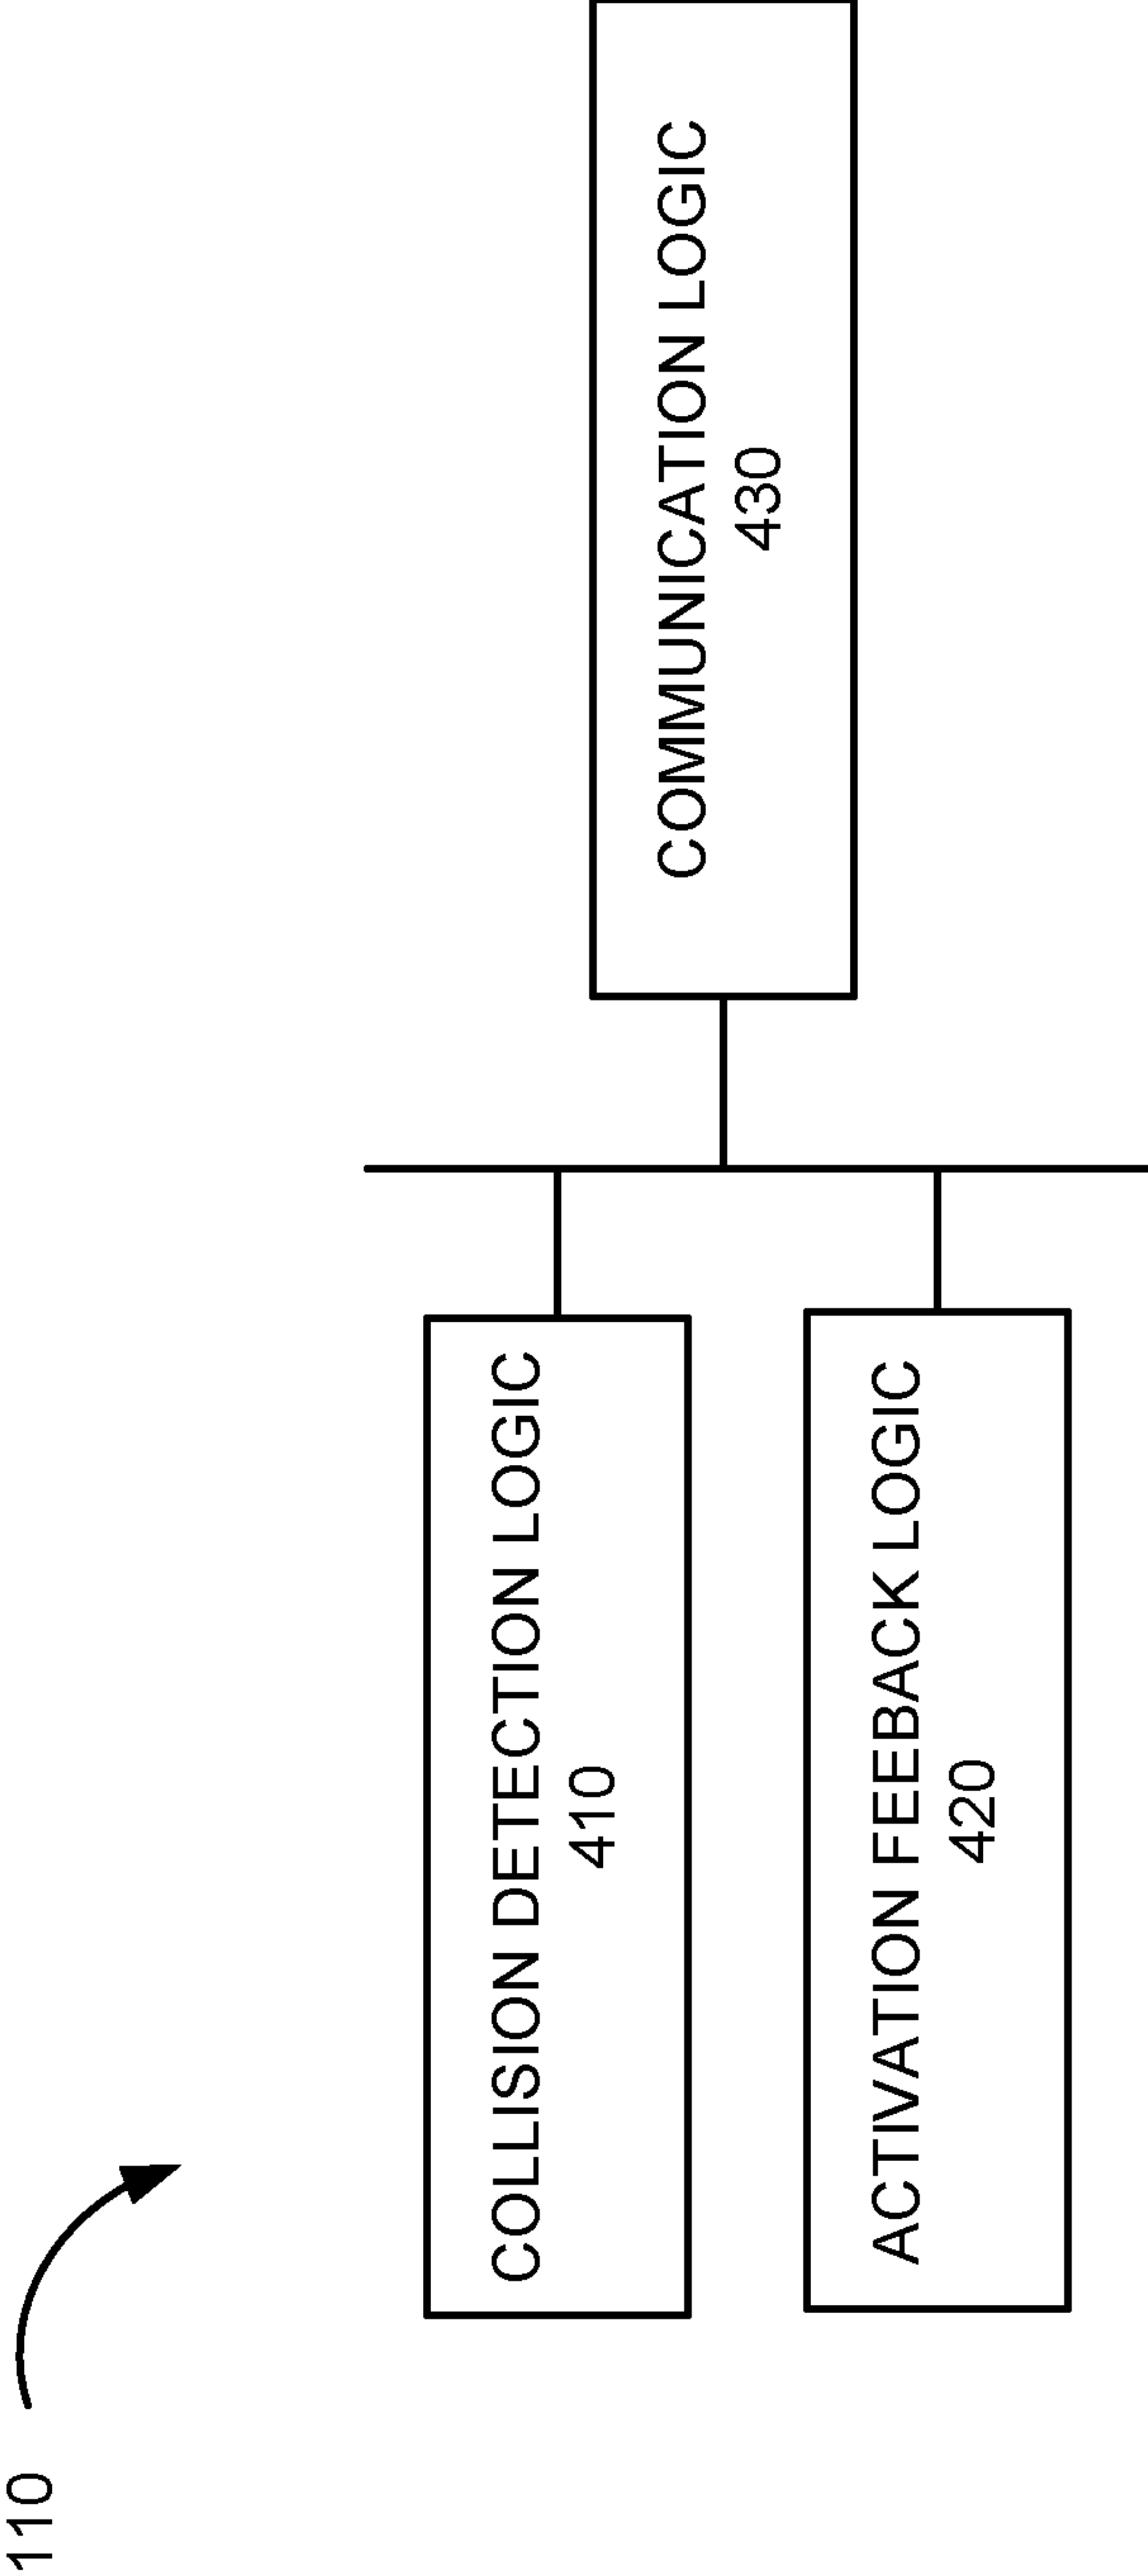 110
COLLISION DETECTION LOGIC
410
COMMUNICATION LOGIC
430
ACTIVATION FEEBACK LOGIC
420